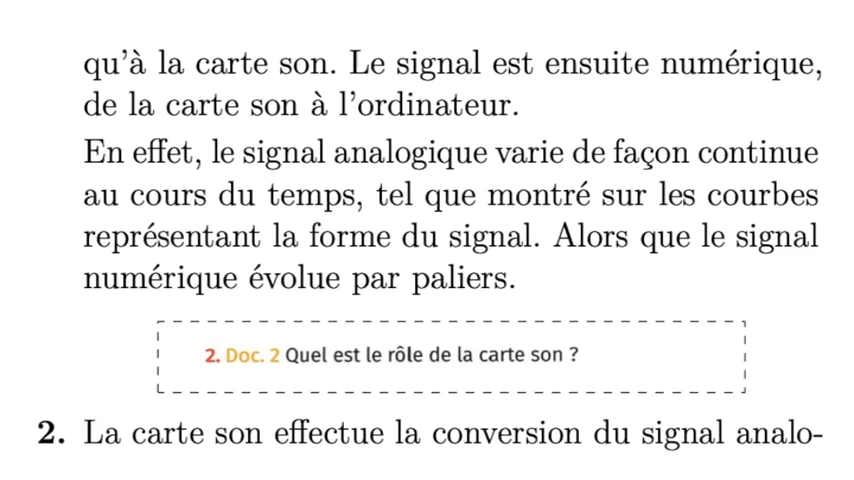 qu'à la carte son. Le signal est ensuite numérique,
de la carte son à l'ordinateur.
En effet, le signal analogique varie de façon continue
au cours du temps, tel que montré sur les courbes
représentant la forme du signal. Alors que le signal
numérique évolue par paliers.
2. Doc. 2 Quel est le rôle de la carte son ?
2. La carte son effectue la conversion du signal analo-